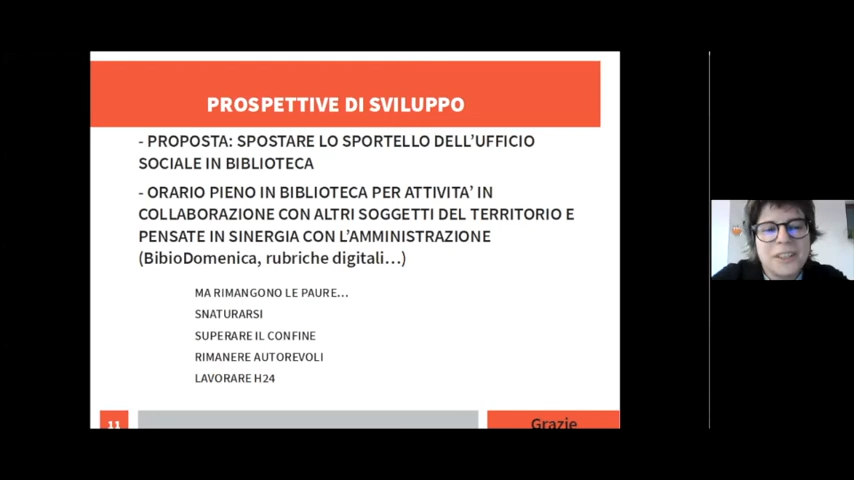 PROSPETTIVE DI SVILUPPO
- PROPOSTA: SPOSTARE LO SPORTELLO DELL'UFFICIO
SOCIALE IN BIBLIOTECA
- ORARIO PIENO IN BIBLIOTECA PER ATTIVITA' IN
COLLABORAZIONE CON ALTRI SOGGETTI DEL TERRITORIO E
PENSATE IN SINERGIA CON L'AMMINISTRAZIONE
(BibioDomenica, rubriche digitali...)
MA RIMANGONO LE PAURE...
SNATURARSI
SUPERARE IL CONFINE
RIMANERE AUTOREVOLI
LAVORARE H24
11
Grazie